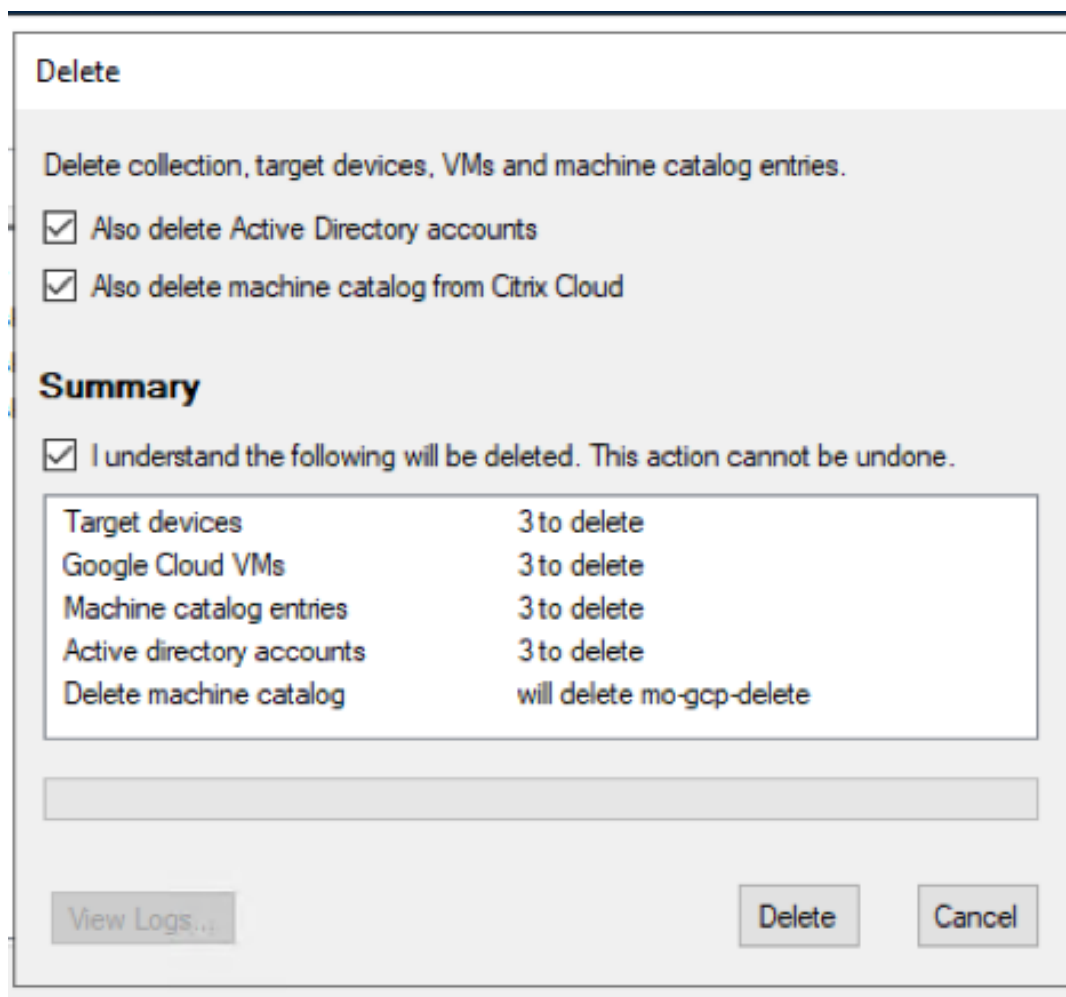 Delete
Delete collection, target devices, VMs and machine catalog entries.
Also delete Active Directory accounts
Also delete machine catalog from Citrix Cloud
Summary
I understand the following will be deleted. This action cannot be undone.
Target devices 3 to delete
Google Cloud VMs 3 to delete
Machine catalog entries 3 to delete
Active directory accounts 3 to delete
Delete machine catalog will delete mo-gcp-delete
View Logs... Delete Cancel